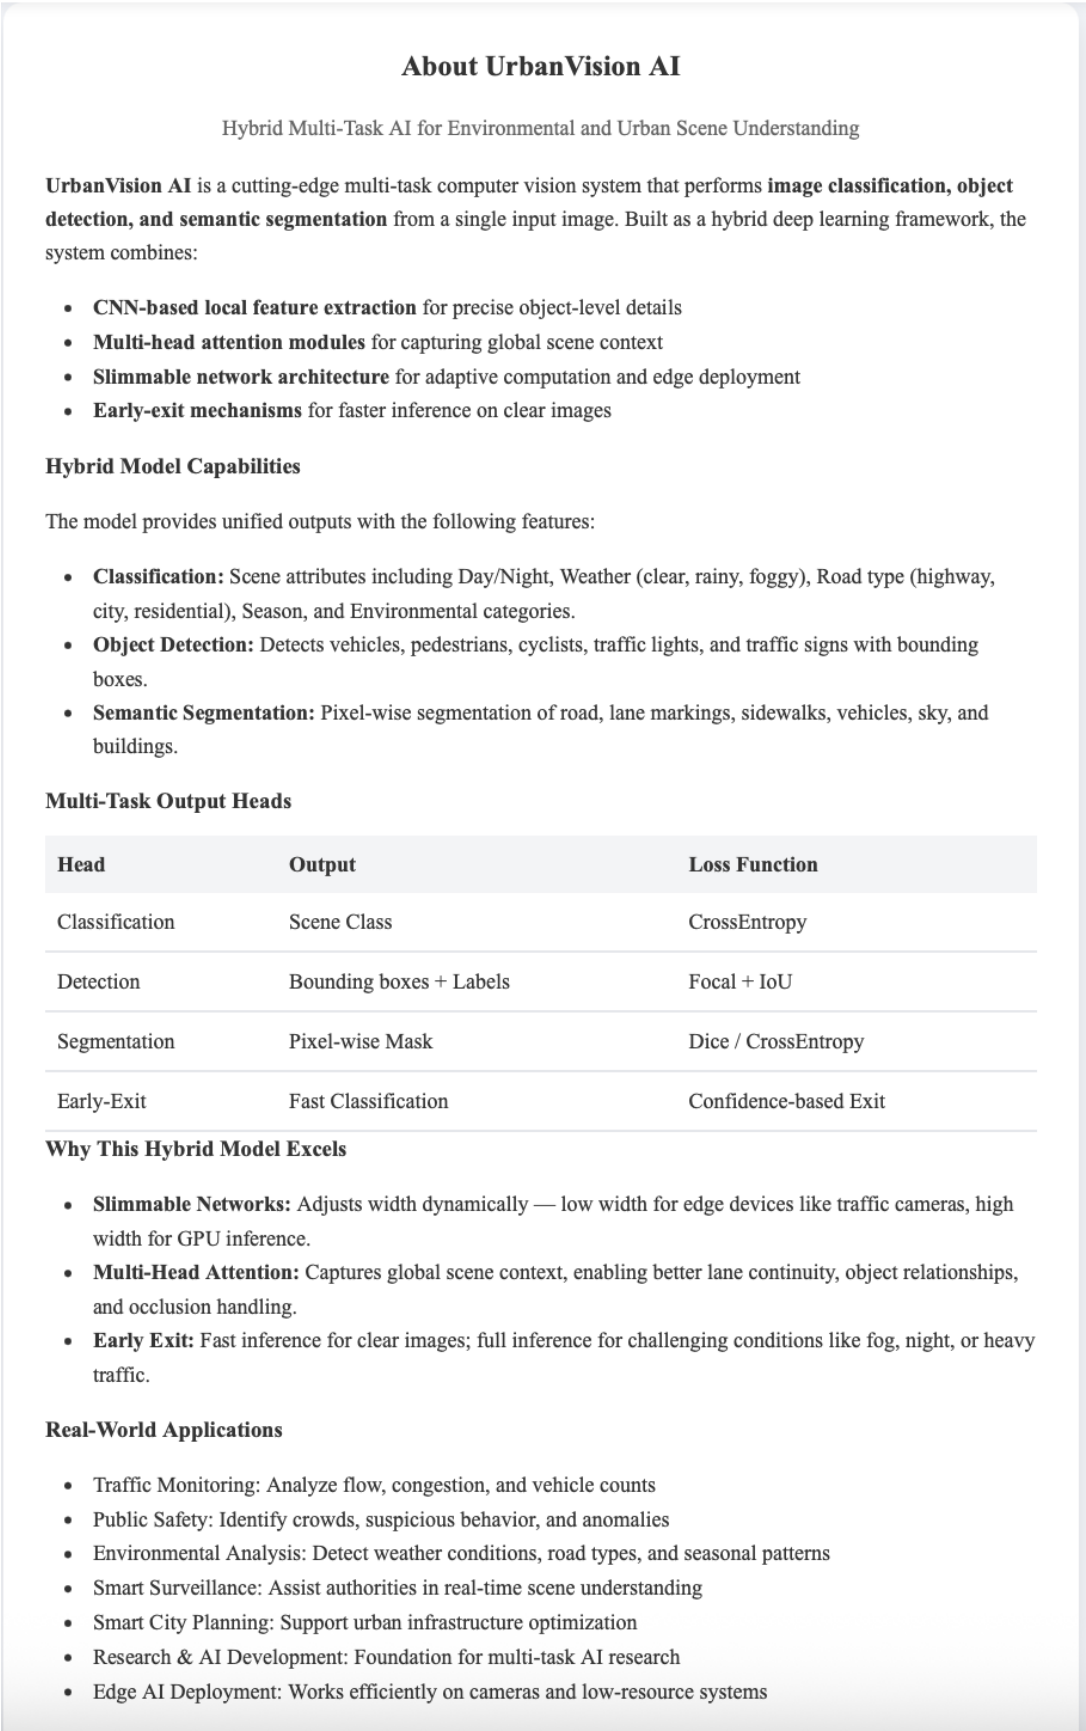 About UrbanVision AI
Hybrid Multi-Task AI for Environmental and Urban Scene Understanding
UrbanVision AI is a cutting-edge multi-task computer vision system that performs image classification, object
detection, and semantic segmentation from a single input image. Built as a hybrid deep learning framework, the
system combines:
• CNN-based local feature extraction for precise object-level details
• Multi-head attention modules for capturing global scene context
• Slimmable network architecture for adaptive computation and edge deployment
• Early-exit mechanisms for faster inference on clear images
Hybrid Model Capabilities
The model provides unified outputs with the following features:
• Classification: Scene attributes including Day/Night, Weather (clear, rainy, foggy), Road type (highway,
city, residential), Season, and Environmental categories.
• Object Detection: Detects vehicles, pedestrians, cyclists, traffic lights, and traffic signs with bounding
boxes.
• Semantic Segmentation: Pixel-wise segmentation of road, lane markings, sidewalks, vehicles, sky, and
buildings.
Multi-Task Output Heads
Head Output Loss Function
Classification Scene Class CrossEntropy
Detection Bounding boxes + Labels Focal + IoU
Segmentation Pixel-wise Mask Dice / CrossEntropy
Early-Exit Fast Classification Confidence-based Exit
Why This Hybrid Model Excels
• Slimmable Networks: Adjusts width dynamically — low width for edge devices like traffic cameras, high
width for GPU inference.
• Multi-Head Attention: Captures global scene context, enabling better lane continuity, object relationships,
and occlusion handling.
• Early Exit: Fast inference for clear images; full inference for challenging conditions like fog, night, or heavy
traffic.
Real-World Applications
• Traffic Monitoring: Analyze flow, congestion, and vehicle counts
• Public Safety: Identify crowds, suspicious behavior, and anomalies
• Environmental Analysis: Detect weather conditions, road types, and seasonal patterns
• Smart Surveillance: Assist authorities in real-time scene understanding
• Smart City Planning: Support urban infrastructure optimization
• Research & AI Development: Foundation for multi-task AI research
• Edge AI Deployment: Works efficiently on cameras and low-resource systems